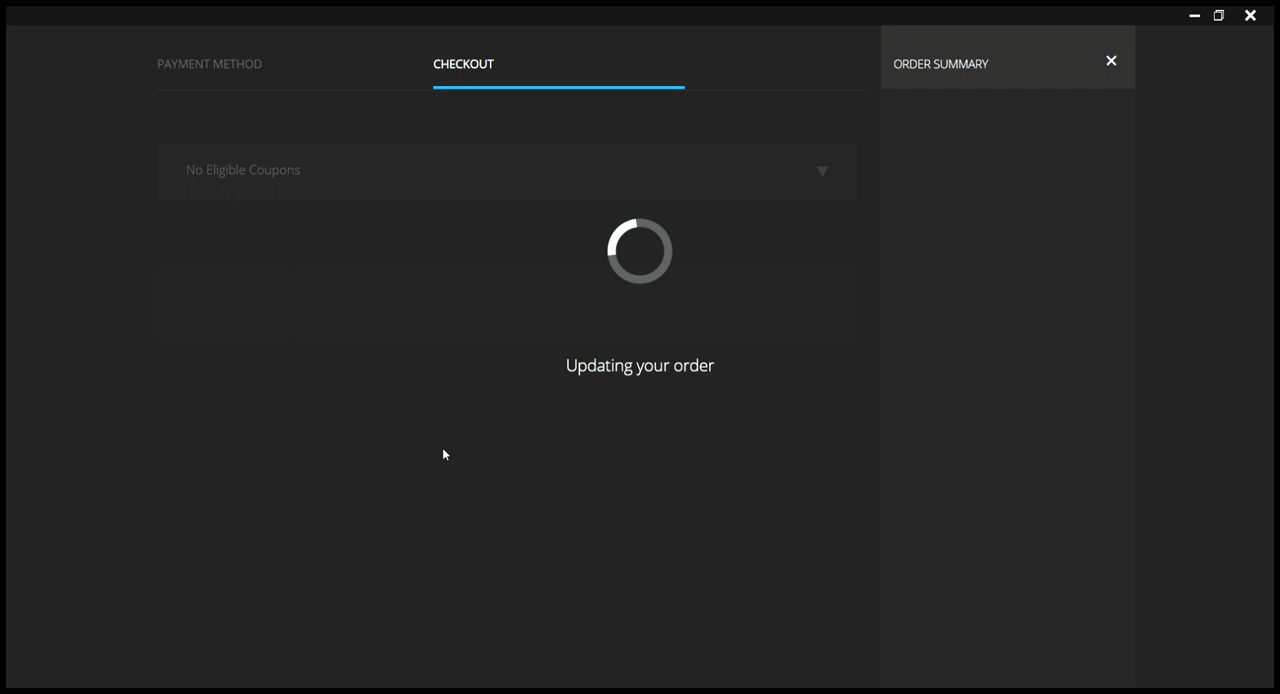 PAYMENT METHOD
CHECKOUT
ORDER SUMMARY
No Eligible Coupons
Updating your order